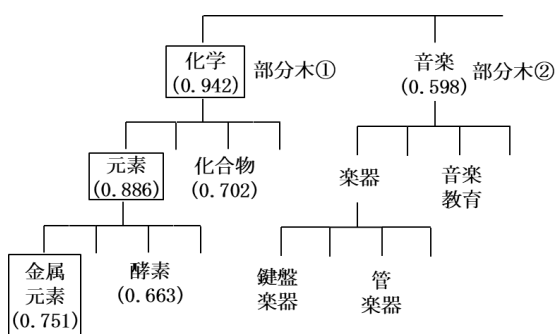 化学
(0.942)
部分木①
音楽
(0.598)
部分木②
元素
(0.886)
化合物
(0.702)
楽器
音楽
教育
金属
元素
(0.751)
酵素
(0.663)
鍵盤
楽器
管
楽器